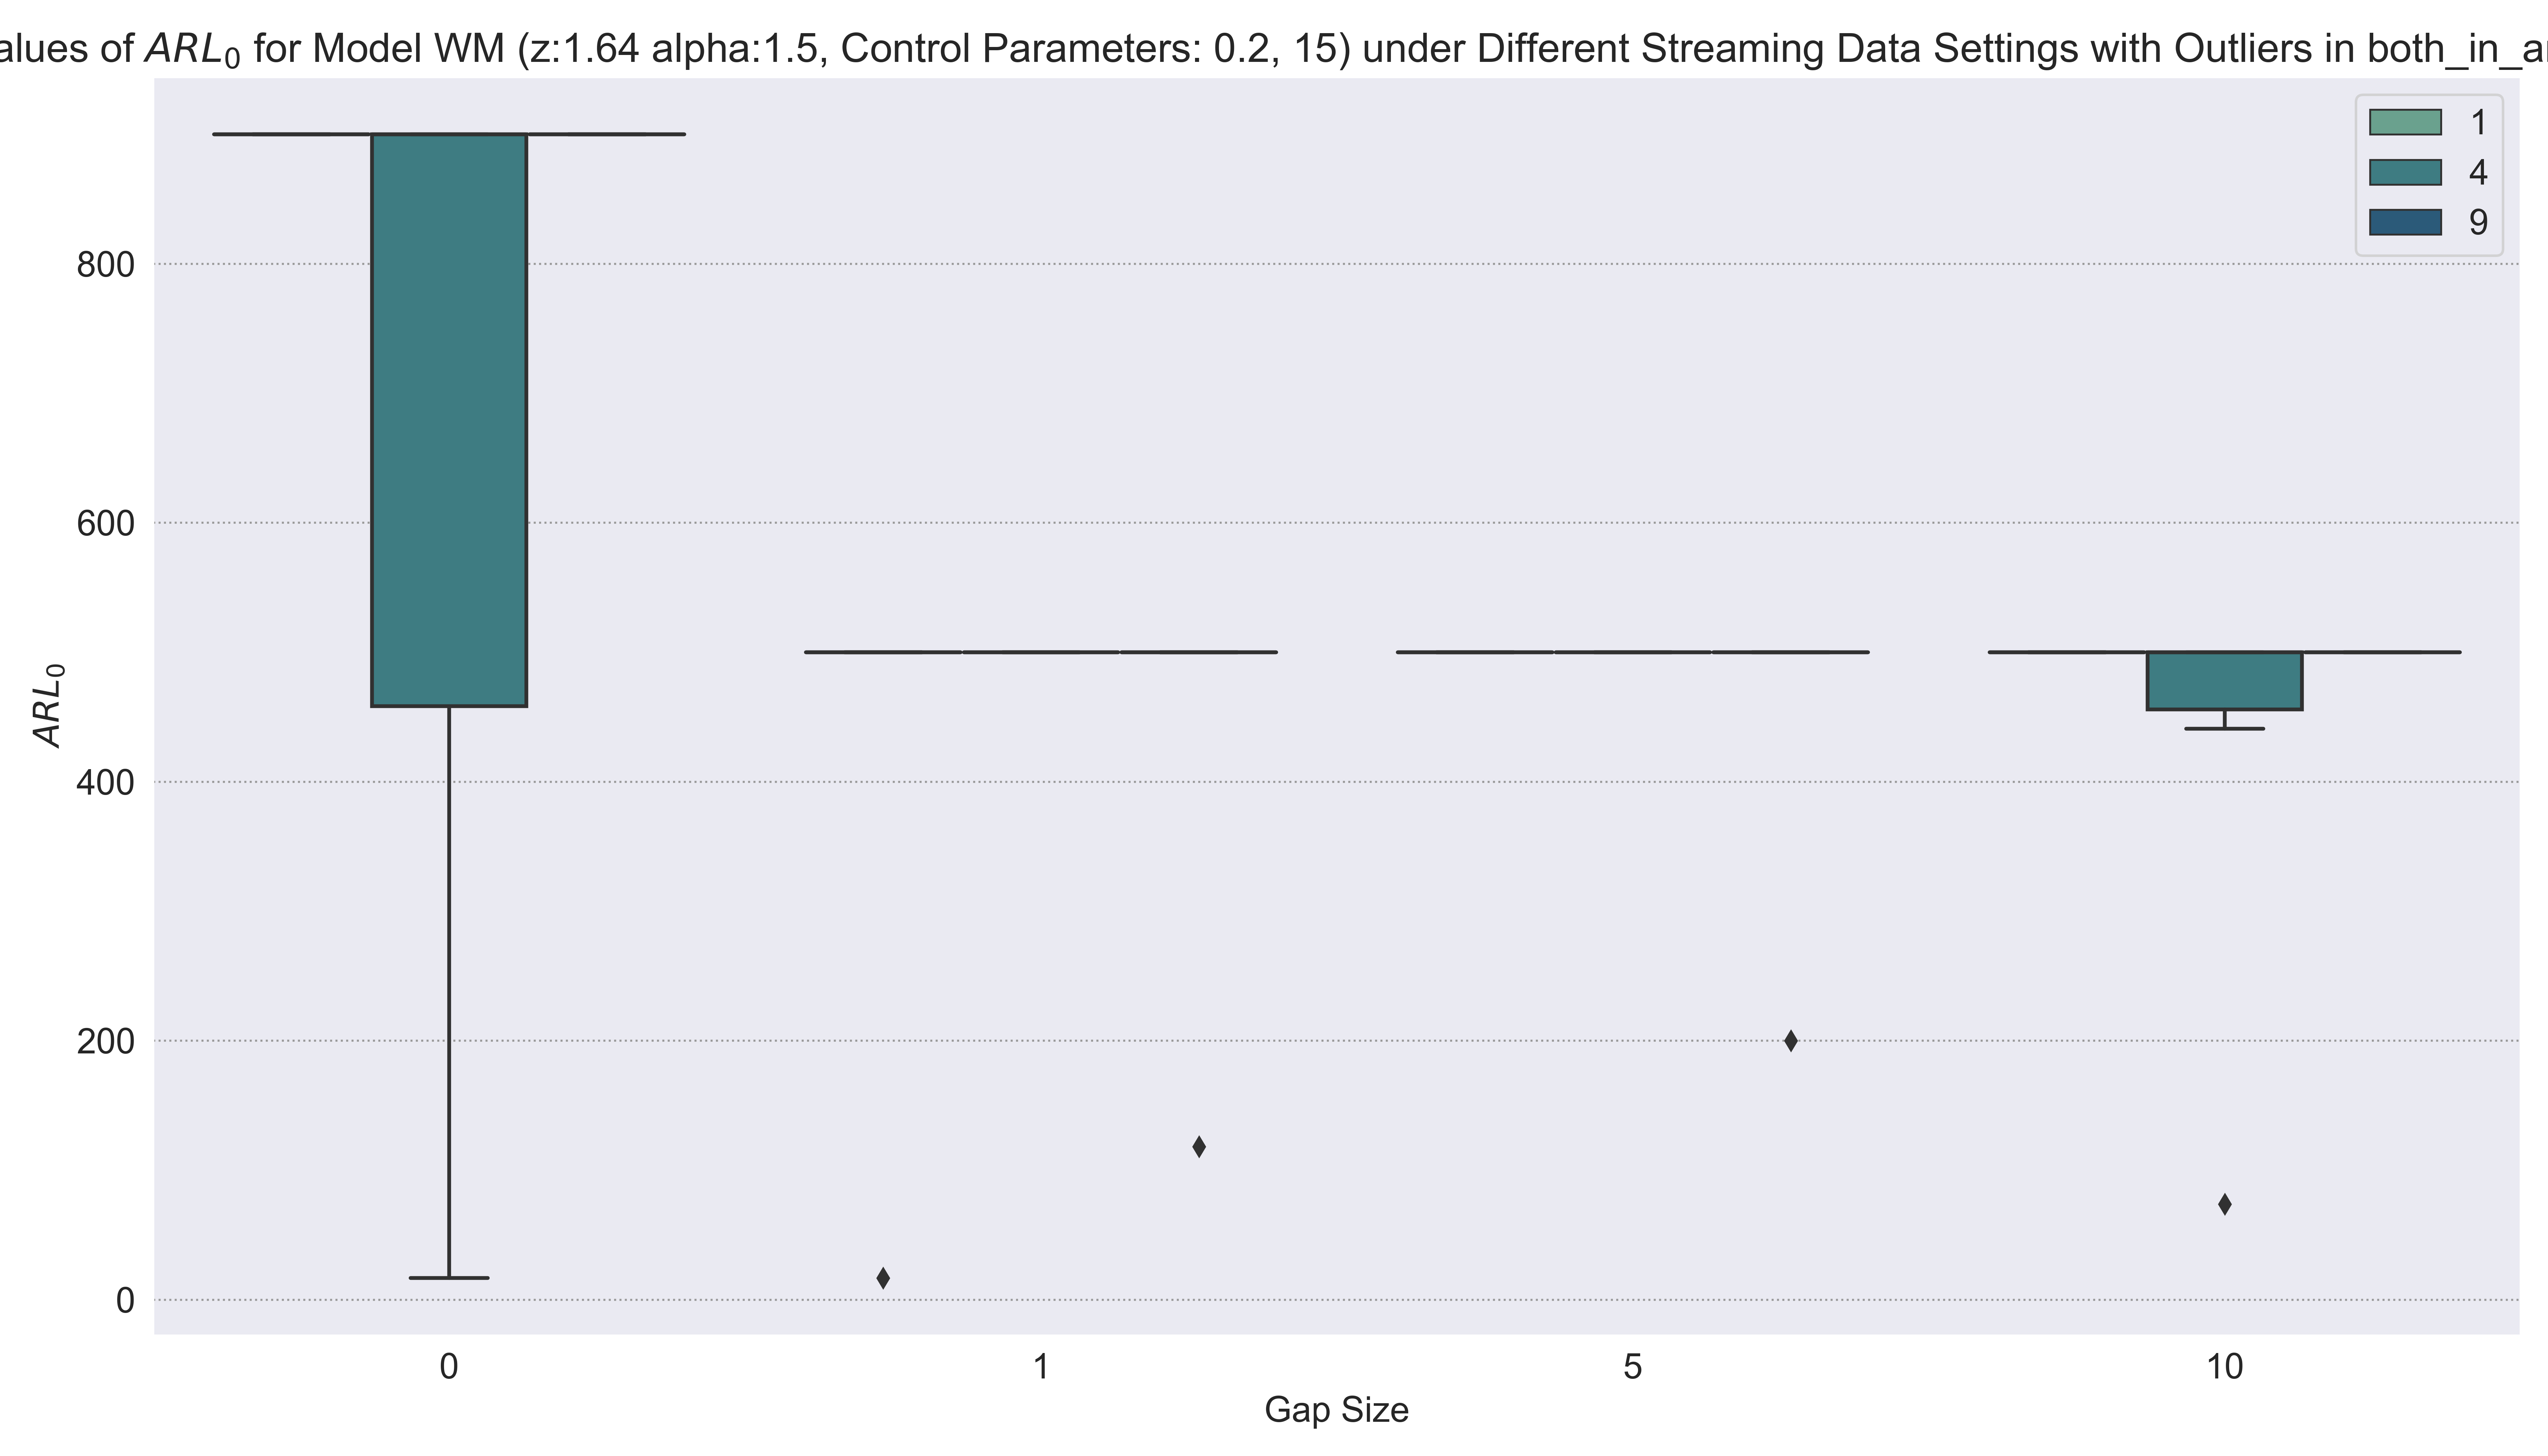 alues of ARL₀ for Model WM (z:1.64 alpha:1.5, Control Parameters: 0.2, 15) under Different Streaming Data Settings with Outliers in both_in_a
1
4
9
800
600
400
200
0
ARL₀
0 1 5 10
Gap Size